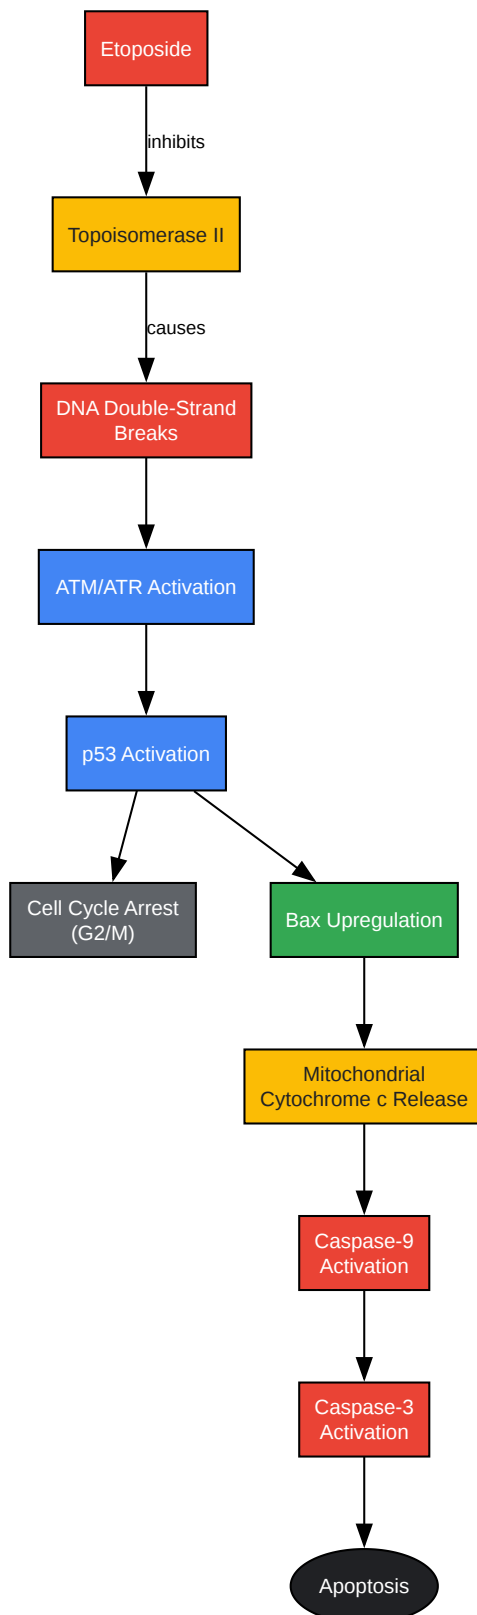 Etoposide
inhibits
Topoisomerase II
causes
DNA Double-Strand
Breaks
ATM/ATR Activation
p53 Activation
Cell Cycle Arrest
(G2/M)
Bax Upregulation
Mitochondrial
Cytochrome c Release
Caspase-9
Activation
Caspase-3
Activation
Apoptosis